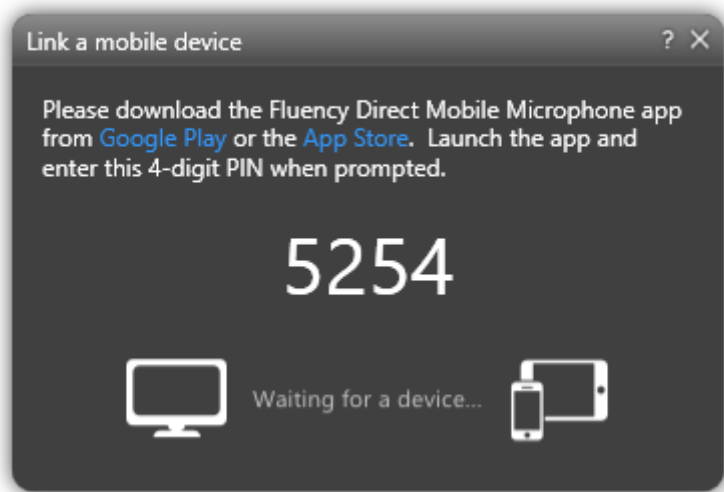 Link a mobile device ?
Please download the Fluency Direct Mobile Microphone app
from Google Play or the App Store. Launch the app and
enter this 4-digit PIN when prompted.
5254
Waiting for a device...